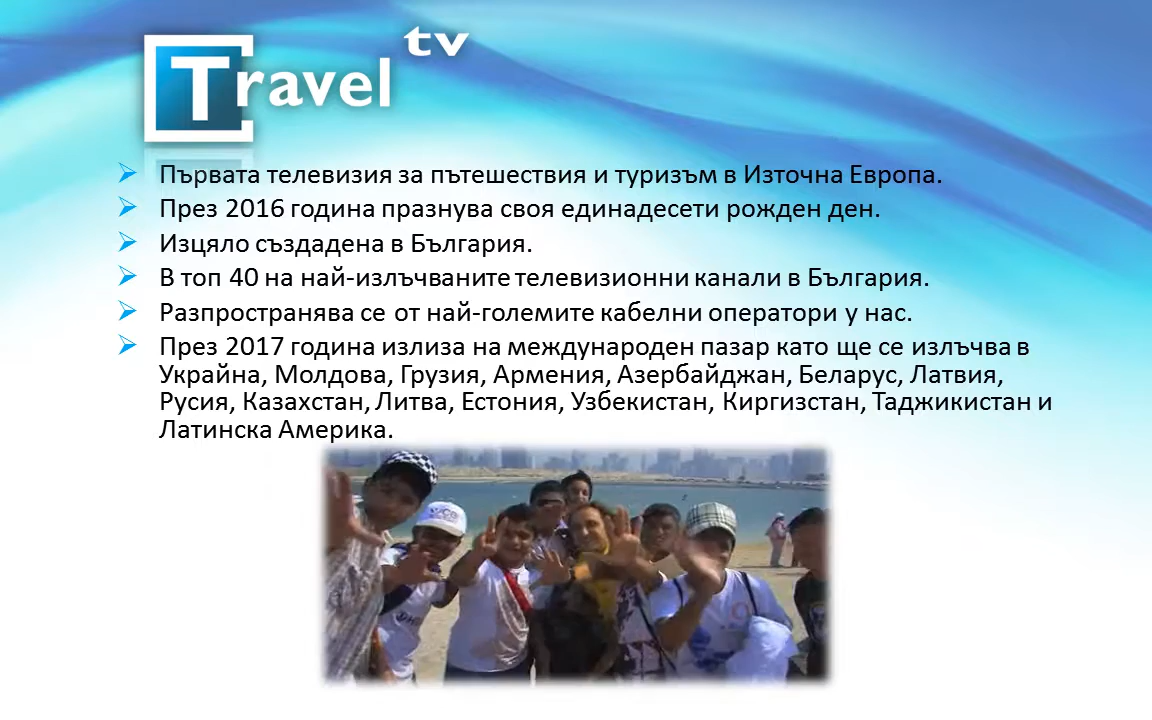 Travel tv
Първата телевизия за пътешествия и туризъм в Източна Европа.
През 2016 година празнува своя единадесети рожден ден.
Изцяло създадена в България.
В топ 40 на най-излъчваните телевизионни канали в България.
Разпространява се от най-големите кабелни оператори у нас.
През 2017 година излиза на международен пазар като ще се излъчва в
Украйна, Молдова, Грузия, Армения, Азербайджан, Беларус, Латвия,
Русия, Казахстан, Литва, Естония, Узбекистан, Киргизстан, Таджикистан и
Латинска Америка.